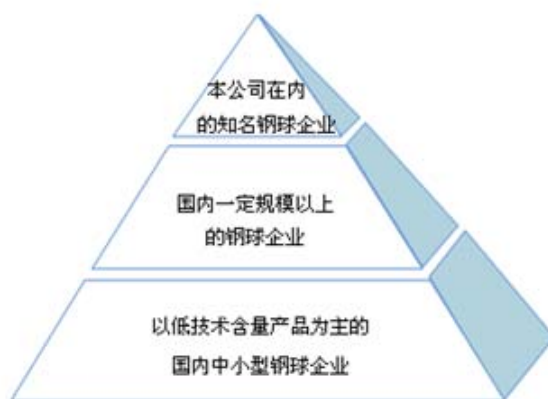 本公司在内
的知名钢球企业
国内一定规模以上
的钢球企业
以低技术含量产品为主的
国内中小型钢球企业